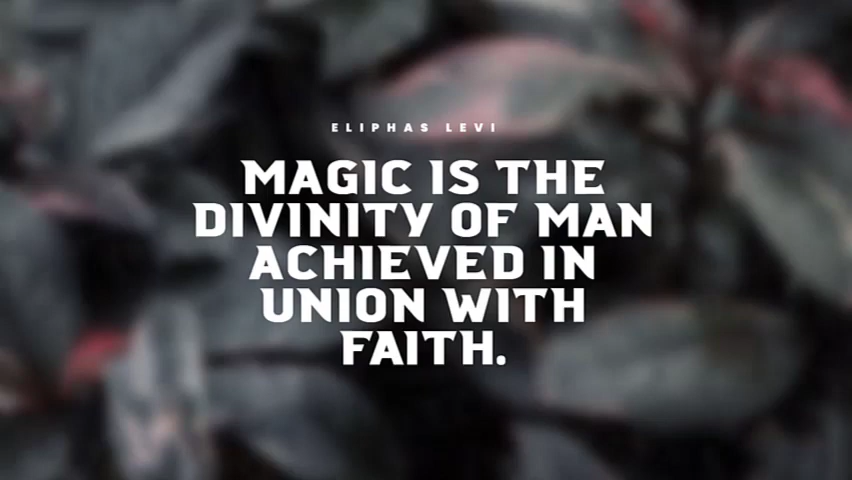 ELIPHAS LEVI
MAGIC IS THE
DIVINITY OF MAN
ACHIEVED IN
UNION WITH
FAITH.